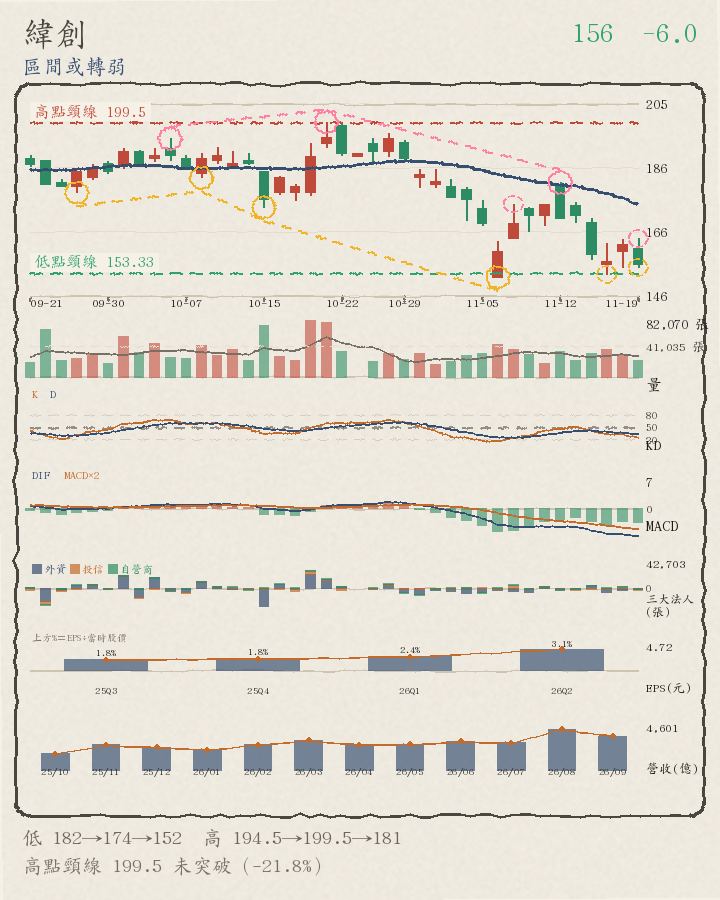 緯創
156 -6.0
區間或轉弱
高點頸線 199.5
205
186
166
低點頸線 153.33
146
09-21 09-30 10-07 10-15 10-22 10-29 11-05 11-12 11-19
82,070 張
41,035 張
量
K D
80
50
20
KD
DIF MACD×2
7
0
MACD
外資 投信 自營商
42,703
0
三大法人
(張)
上方%=EPS÷當時股價
1.8% 1.8% 2.4% 3.1%
4.72
25Q3 25Q4 26Q1 26Q2
EPS(元)
4,601
營收(億)
25/10 25/11 25/12 26/01 26/02 26/03 26/04 26/05 26/06 26/07 26/08 26/09
低 182→174→152 高 194.5→199.5→181
高點頸線 199.5 未突破 (-21.8%)